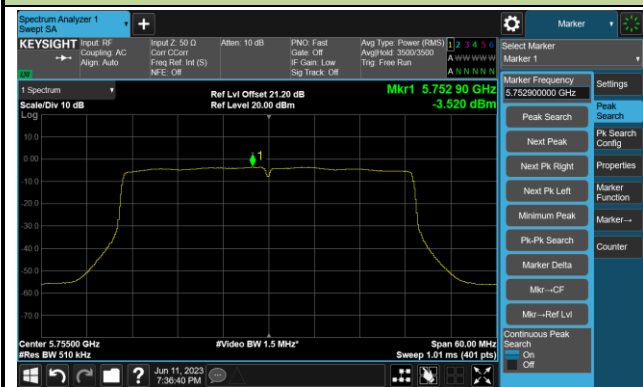 Spectrum Analyzer 1
Swept SA
+
Marker
KEYSIGHT
Input: RF
Coupling: AC
Align: Auto
Input Z: 50 Ω
Corr CCorr
Freq Ref: Int (S)
NFE: Off
Atten: 10 dB
PNO: Fast
Gate: Off
IF Gain: Low
Sig Track: Off
Avg Type: Power (RMS)
Avg|Hold: 3500/3500
Trig: Free Run
1 2 3 4 5 6
A W W W W W
A N N N N N
LXI
Select Marker
Marker 1
1 Spectrum
Scale/Div 10 dB
Log
Ref Lvl Offset 21.20 dB
Ref Level 20.00 dBm
Mkr1 5.752 90 GHz
-3.520 dBm
1
10.0
0.00
-10.0
-20.0
-30.0
-40.0
-50.0
-60.0
-70.0
Center 5.75500 GHz
#Res BW 510 kHz
#Video BW 1.5 MHz*
Span 60.00 MHz
Sweep 1.01 ms (401 pts)
Marker Frequency
5.752900000 GHz
Peak Search
Next Peak
Next Pk Right
Next Pk Left
Minimum Peak
Pk-Pk Search
Marker Delta
Mkr→CF
Mkr→Ref Lvl
Continuous Peak
Search
On
Off
Settings
Peak
Search
Pk Search
Config
Properties
Marker
Function
Marker→
Counter
?
Jun 11, 2023
7:36:40 PM